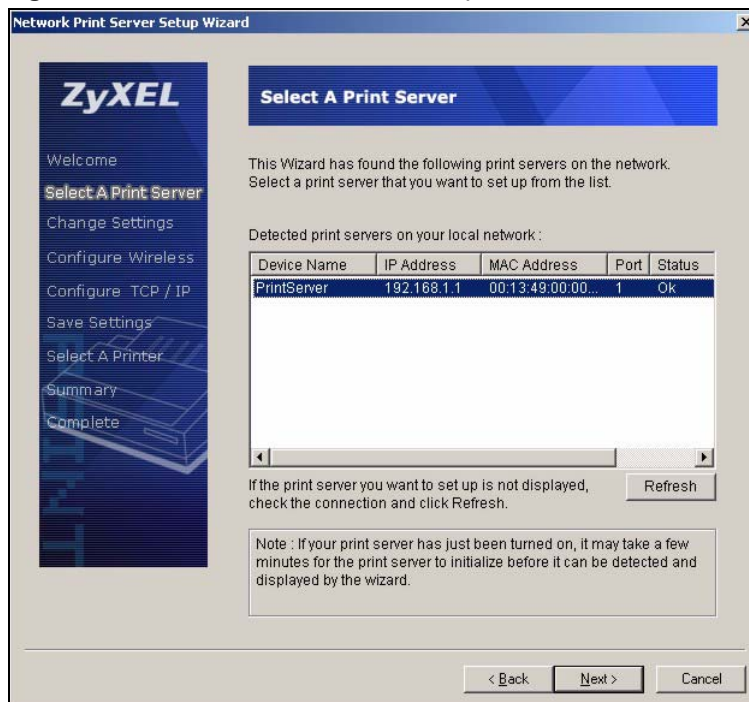 Network Print Server Setup Wizard
ZyXEL
Welcome
Select A Print Server
Change Settings
Configure Wireless
Configure TCP / IP
Save Settings
Select A Printer
Summary
Complete
PRINT
Select A Print Server
This Wizard has found the following print servers on the network.
Select a print server that you want to set up from the list.
Detected print servers on your local network :
Device Name IP Address MAC Address Port Status
PrintServer 192.168.1.1 00:13:49:00:00... 1 Ok
If the print server you want to set up is not displayed,
check the connection and click Refresh.
Refresh
Note : If your print server has just been turned on, it may take a few
minutes for the print server to initialize before it can be detected and
displayed by the wizard.
< Back Next > Cancel